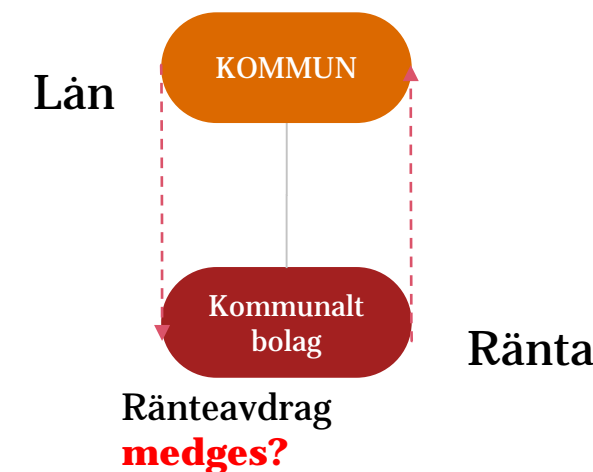 KOMMUN
Lån
Kommunalt
bolag
Ränta
Ränteavdrag
medges?